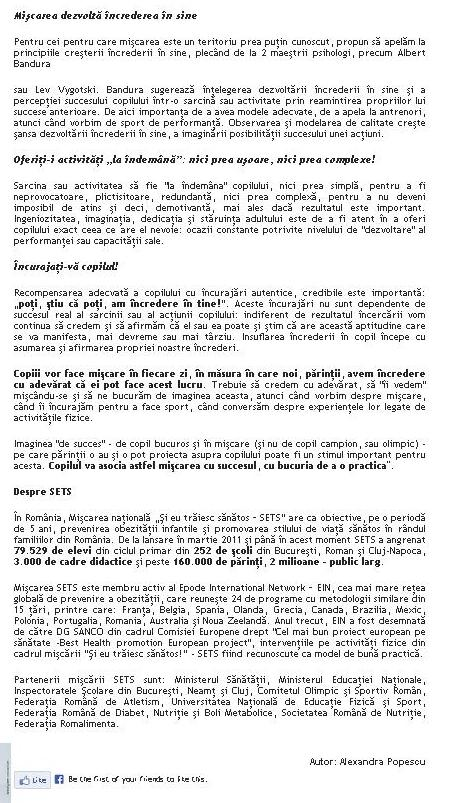 Mişcarea dezvoltă încrederea în sine
Pentru cei pentru care mişcarea este un teritoriu prea puţin cunoscut, propun să apelăm la
principiile creşterii încrederii în sine, plecând de la 2 maeştrii psihologi, precum Albert
Bandura
sau Lev Vygotski. Bandura sugerează înţelegerea dezvoltării încrederii în sine şi a
percepţiei succesului copilului într-o sarcină sau activitate prin reamintirea propriilor lui
succese anterioare. De aici importanţa de a avea modele adecvate, de a apela la antrenori,
atunci când vorbim de sport de performanţă. Observarea şi modelarea de calitate creşte
şansa dezvoltării încrederii în sine , a imaginării posibilităţii succesului unei acţiuni.
Oferiţi-i activităţi „la îndemână”: nici prea uşoare, nici prea complexe!
Sarcina sau activitatea să fie "la îndemâna" copilului, nici prea simplă, pentru a fi
neprovocatoare, plictisitoare, redundantă, nici prea complexă, pentru a nu deveni
imposibil de atins şi deci, demotivantă, mai ales dacă rezultatul este important.
Ingeniozitatea, imaginaţia, dedicaţia şi stăruinţa adultului este de a fi atent în a oferi
copilului exact ceea ce are el nevoie: ocazii constante potrivite nivelului de "dezvoltare" al
performanţei sau capacităţii sale.
Încurajaţi-vă copilul!
Recompensarea adecvată a copilului cu încurajări autentice, credibile este importantă:
„poţi, ştiu că poţi, am încredere în tine!". Aceste încurajări nu sunt dependente de
succesul real al sarcinii sau al acţiunii copilului: indiferent de rezultatul încercării vom
continua să credem şi să afirmăm că el sau ea poate şi ştim că are această aptitudine care
se va manifesta, mai devreme sau mai târziu. Insuflarea încrederii în copil începe cu
asumarea şi afirmarea propriei noastre încrederi.
Copiii vor face mişcare în fiecare zi, în măsura în care noi, părinţii, avem încredere
cu adevărat că ei pot face acest lucru. Trebuie să credem cu adevărat, să "îi vedem"
mişcându-se şi să ne bucurăm de imaginea aceasta, atunci când vorbim despre mişcare,
când îi încurajăm pentru a face sport, când conversăm despre experienţele lor legate de
activităţile fizice.
Imaginea "de succes" - de copil bucuros şi în mişcare (şi nu de copil campion, sau olimpic) -
pe care părinţii o au şi o pot proiecta asupra copilului poate fi un stimul important pentru
acesta. Copilul va asocia astfel mişcarea cu succesul, cu bucuria de a o practica".
Despre SETS
În România, Mişcarea naţională „Şi eu trăiesc sănătos – SETS” are ca obiective, pe o periodă
de 5 ani, prevenirea obezităţii infantile şi promovarea stilului de viaţă sănătos în rândul
familiilor din România. De la lansare în martie 2011 şi până în acest moment SETS a angrenat
79.529 de elevi din ciclul primar din 252 de şcoli din Bucureşti, Roman şi Cluj-Napoca,
3.000 de cadre didactice şi peste 160.000 de părinţi, 2 milioane - public larg.
Mişcarea SETS este membru activ al Epode International Network – EIN, cea mai mare reţea
globală de prevenire a obezităţii, care reuneşte 24 de programe cu metodologii similare din
15 ţări, printre care: Franţa, Belgia, Spania, Olanda, Grecia, Canada, Brazilia, Mexic,
Polonia, Portugalia, Romania, Australia şi Noua Zeelandă. Anul trecut, EIN a fost desemnată
de către DG SANCO din cadrul Comisiei Europene drept "Cel mai bun proiect european pe
sănătate -Best Health promotion European project", intervenţiile pe activităţi fizice din
cadrul mişcării "Şi eu trăiesc sănătos!" – SETS fiind recunoscute ca model de bună practică.
Partenerii mişcării SETS sunt: Ministerul Sănătăţii, Ministerul Educaţiei Naţionale,
Inspectoratele Şcolare din Bucureşti, Neamţ şi Cluj, Comitetul Olimpic şi Sportiv Român,
Federaţia Română de Atletism, Universitatea Naţională de Educaţie Fizică şi Sport,
Federaţia Română de Diabet, Nutriţie şi Boli Metabolice, Societatea Română de Nutriţie,
Federaţia Romalimenta.
Autor: Alexandra Popescu
Like Be the first of your friends to like this.